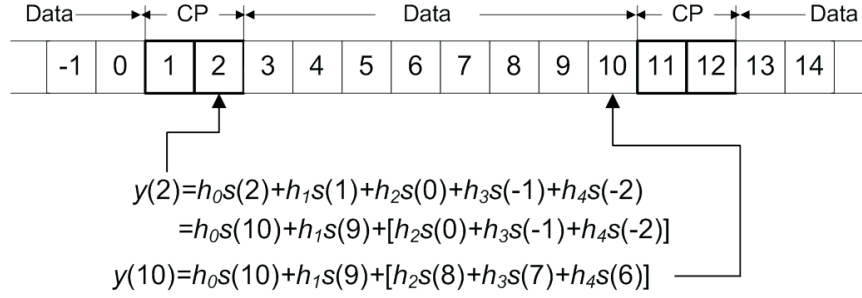 Data CP Data CP Data
-1 0 1 2 3 4 5 6 7 8 9 10 11 12 13 14
y(2)=h₀s(2)+h₁s(1)+h₂s(0)+h₃s(-1)+h₄s(-2)
=h₀s(10)+h₁s(9)+[h₂s(0)+h₃s(-1)+h₄s(-2)]
y(10)=h₀s(10)+h₁s(9)+[h₂s(8)+h₃s(7)+h₄s(6)]